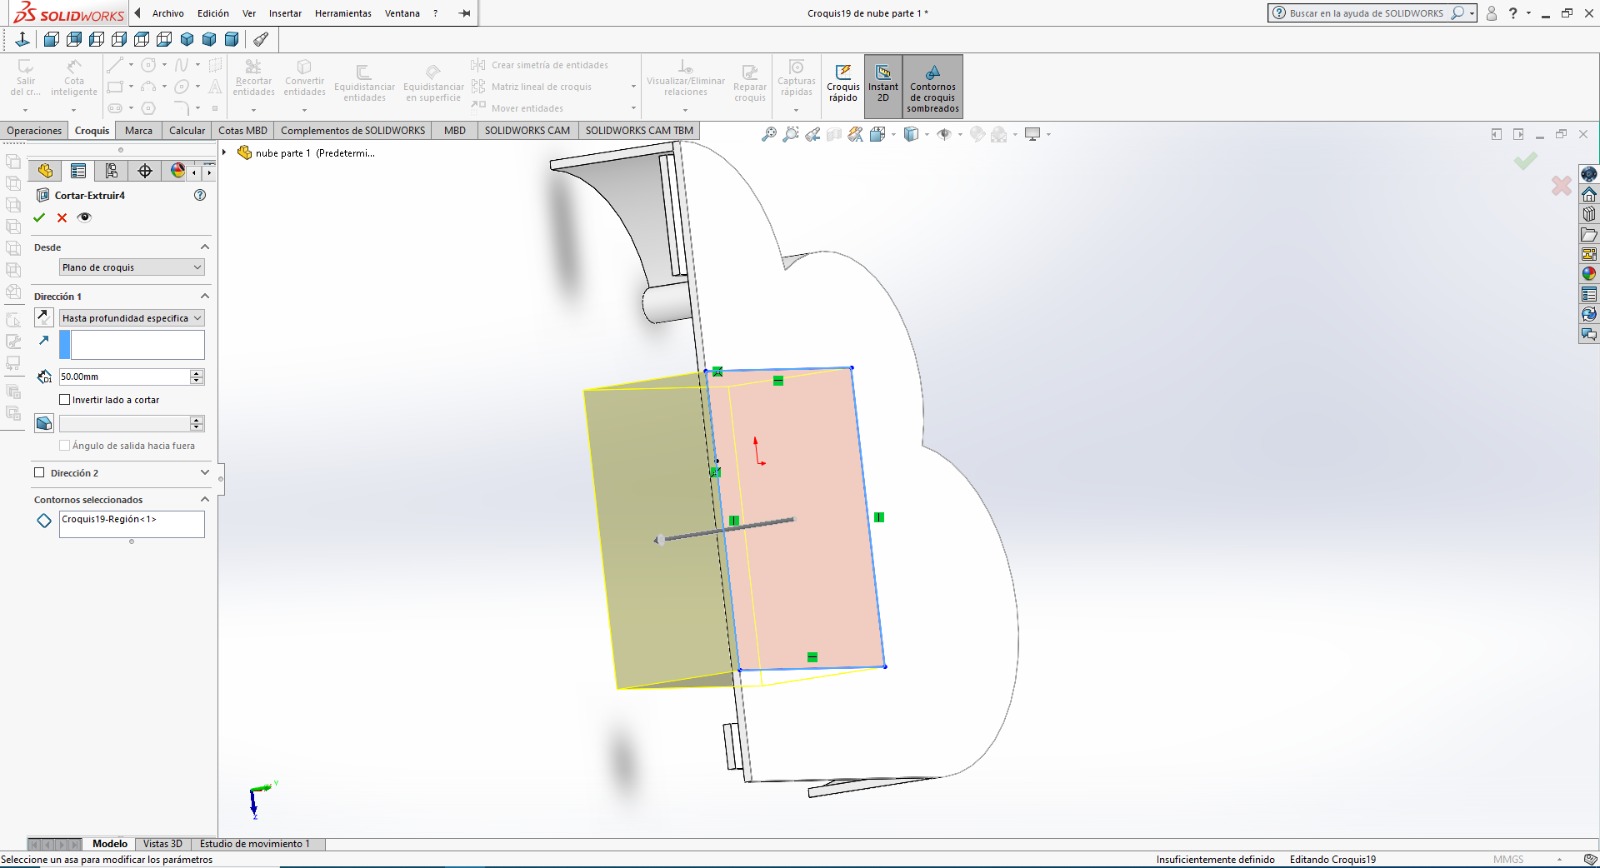 SOLIDWORKS
Archivo Edición Ver Insertar Herramientas Ventana ?
Croquis19 de nube parte 1 *
Buscar en la ayuda de SOLIDWORKS
?
Salir del cr...
Cota inteligente
Recortar entidades
Convertir entidades
Equidistanciar entidades
Equidistanciar en superficie
Crear simetría de entidades
Matriz lineal de croquis
Mover entidades
Visualizar/Eliminar relaciones
Reparar croquis
Capturas rápidas
Croquis rápido
Instant 2D
Contornos de croquis sombreados
Operaciones Croquis Marca Calcular Cotas MBD Complementos de SOLIDWORKS MBD SOLIDWORKS CAM SOLIDWORKS CAM TBM
nube parte 1 (Predetermi...
Cortar-Extruir4
Desde
Plano de croquis
Dirección 1
Hasta profundidad especifica
D1
50.00mm
Invertir lado a cortar
Ángulo de salida hacia fuera
Dirección 2
Contornos seleccionados
Croquis19-Región<1>
Y
Z
Modelo Vistas 3D Estudio de movimiento 1
Seleccione un asa para modificar los parámetros
Insuficientemente definido Editando Croquis19 MMGS